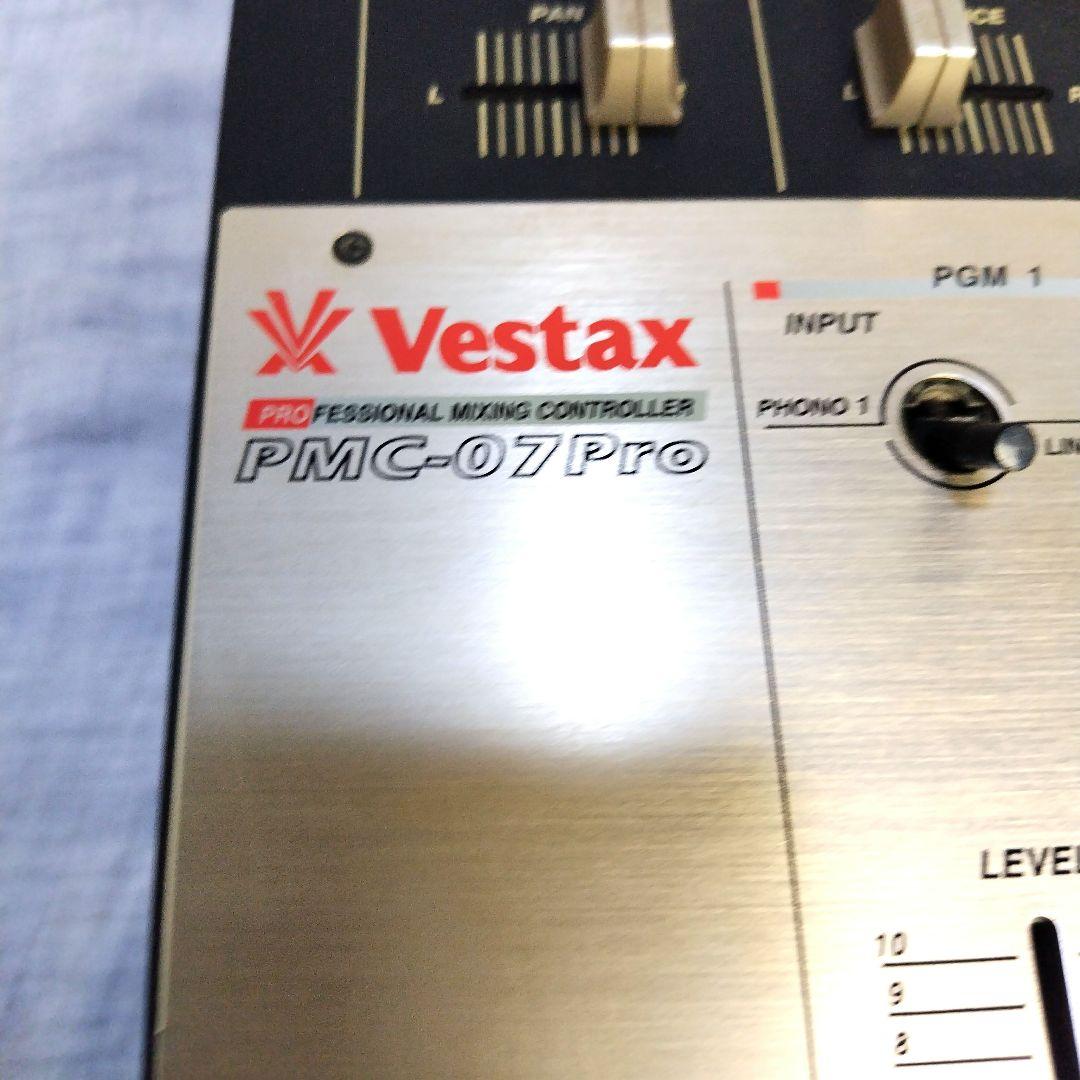 PAN
L
L
R
Vestax
PROFESSIONAL MIXING CONTROLLER
PMC-07Pro
PGM 1
INPUT
PHONO 1
LEVEL
10
9
8